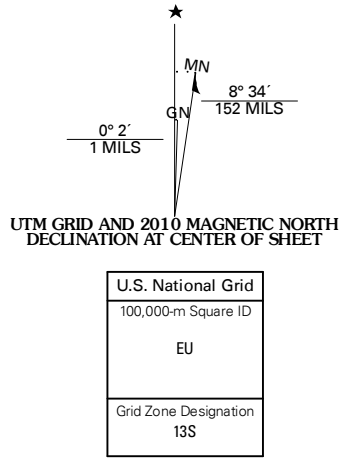 ★
MN
8° 34´
152 MILS
GN
0° 2´
1 MILS
UTM GRID AND 2010 MAGNETIC NORTH
DECLINATION AT CENTER OF SHEET
U.S. National Grid
100,000-m Square ID
EU
Grid Zone Designation
13S